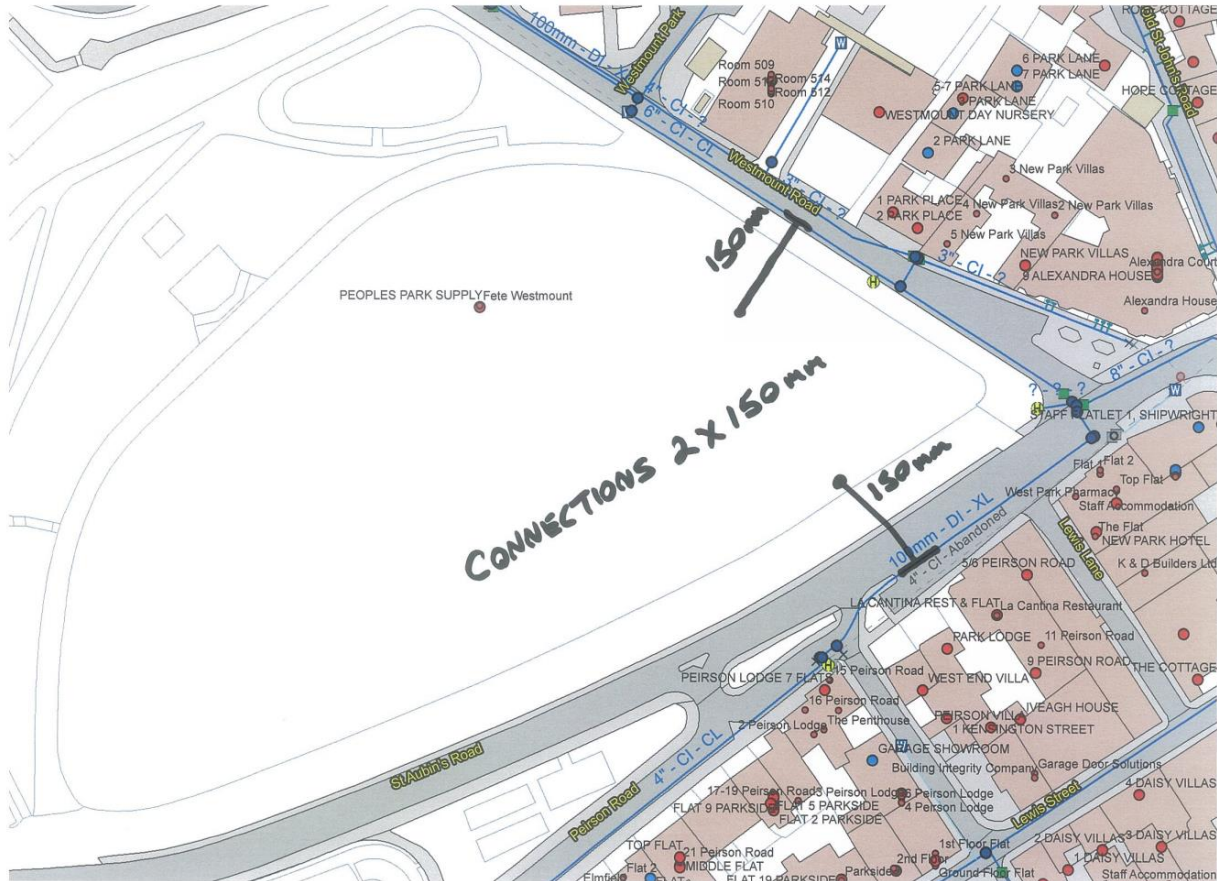 ROSE COTTAGE
Old St John's Road
Westmount Park
100mm - DI - XL
W
6 PARK LANE
7 PARK LANE
Room 509
Room 514
Room 512
Room 510
4" - CI - ?
6" - CI - CL
5-7 PARK LANE
PARK LANE
HOPE COTTAGE
WESTMOUNT DAY NURSERY
2 PARK LANE
Westmount Road
3 New Park Villas
3" - CI - ?
1 PARK PLACE
4 New Park Villas
2 New Park Villas
2 PARK PLACE
150mm
5 New Park Villas
NEW PARK VILLAS
3" - CI - ?
Alexandra Court
9 ALEXANDRA HOUSE
H
PEOPLES PARK SUPPLY
Fete Westmount
Alexandra House
8" - CI - ?
CONNECTIONS 2 X 150mm
? - ? - ?
W
H
STAFF FLATLET 1, SHIPWRIGHT
Flat 1
Flat 2
150mm
Top Flat
West Park Pharmacy
Staff Accommodation
100mm - DI - XL
4" - CI - Abandoned
The Flat
NEW PARK HOTEL
Lewis Lane
K & D Builders Ltd
5/6 PEIRSON ROAD
LA CANTINA REST & FLAT
La Cantina Restaurant
PARK LODGE
11 Peirson Road
H
15 Peirson Road
9 PEIRSON ROAD
THE COTTAGE
PEIRSON LODGE 7 FLATS
WEST END VILLA
16 Peirson Road
2 Peirson Lodge
The Penthouse
PEIRSON VILLA
IVEAGH HOUSE
1 KENSINGTON STREET
St Aubin's Road
4" - CI - CL
W
GARAGE SHOWROOM
Building Integrity Company
Garage Door Solutions
17-19 Peirson Road
3 Peirson Lodge
6 Peirson Lodge
4 DAISY VILLAS
FLAT 9 PARKSIDE
FLAT 5 PARKSIDE
4 Peirson Lodge
FLAT 2 PARKSIDE
Peirson Road
Lewis Street
TOP FLAT
21 Peirson Road
1st Floor Flat
2 DAISY VILLAS
3 DAISY VILLAS
Flat 2
MIDDLE FLAT
2nd Floor
1 DAISY VILLAS
Elmfield
FLAT
FLAT 19 PARKSIDE
Parkside
Ground Floor Flat
Staff Accommodation